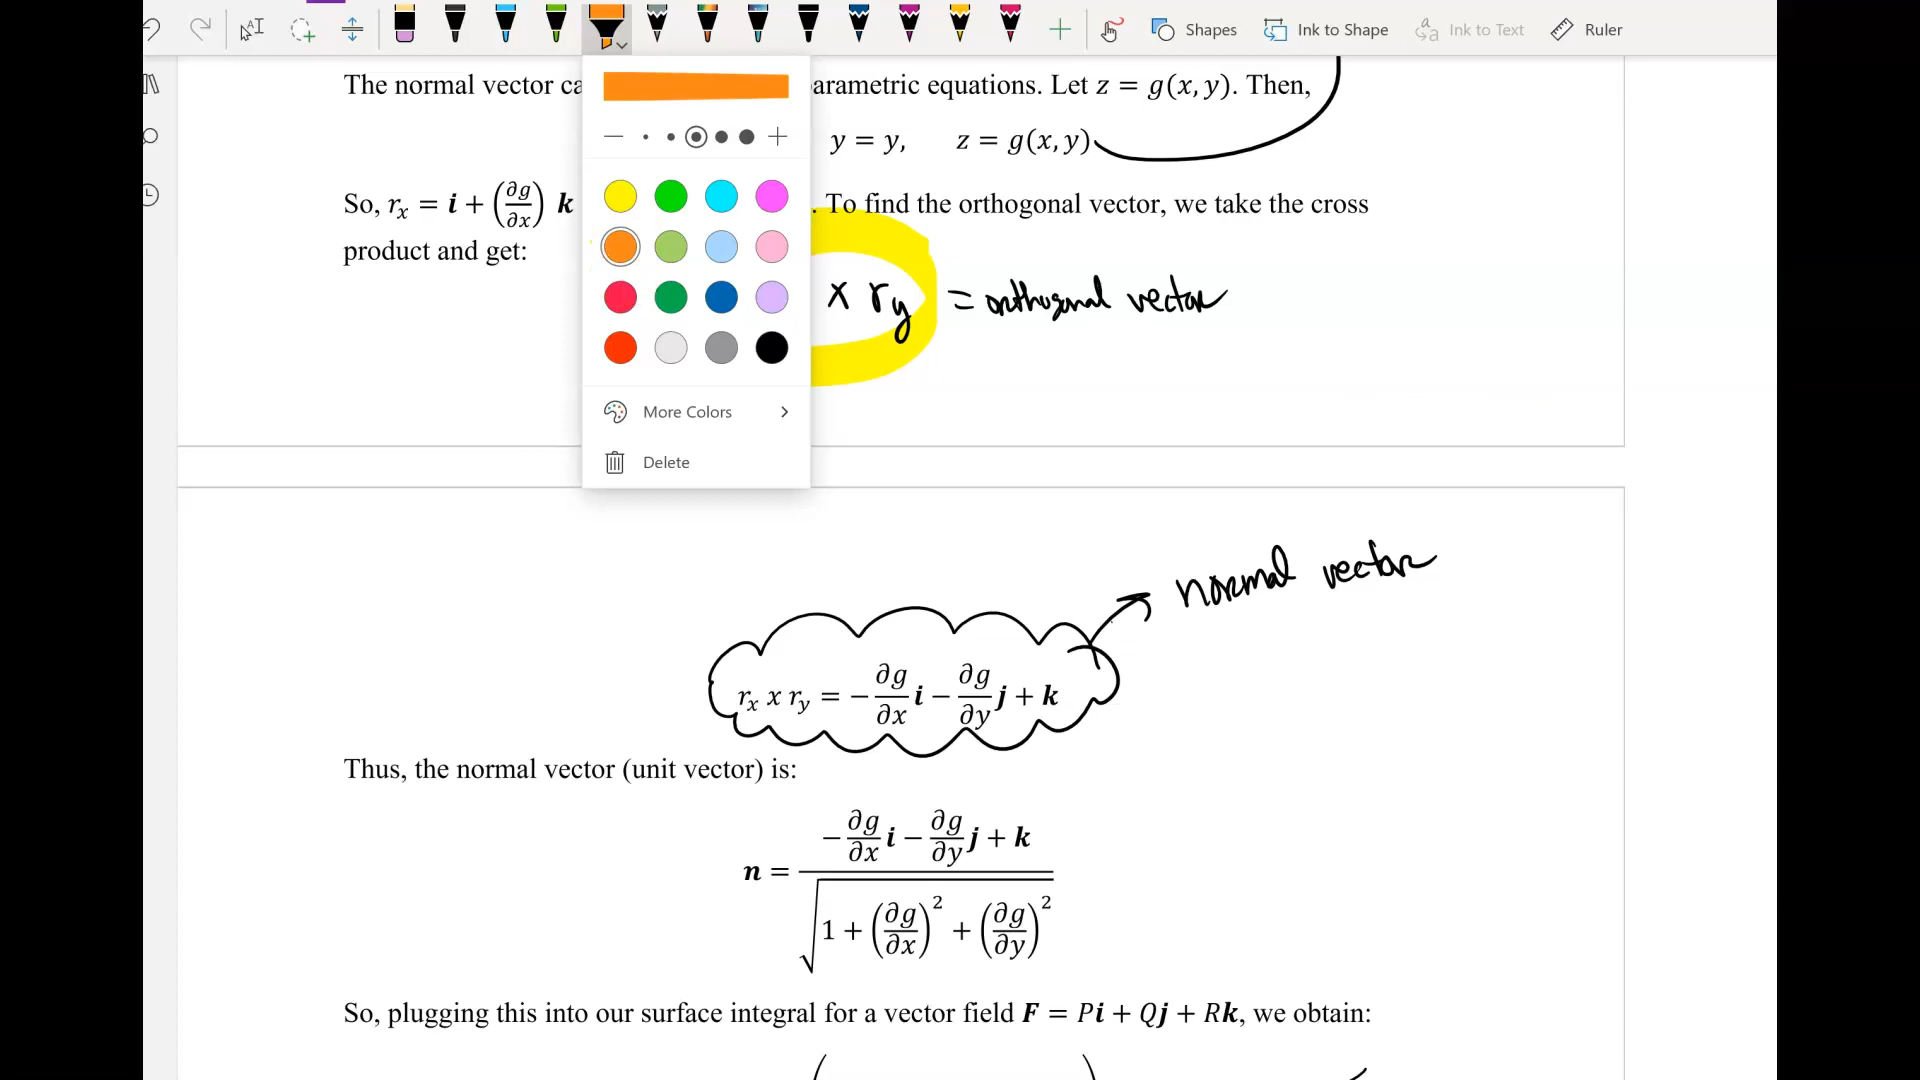 Shapes Ink to Shape Ink to Text Ruler
The normal vector ca arametric equations. Let z = g(x, y). Then,
y = y, z = g(x, y)
So, rₓ = i + (∂g/∂x) k . To find the orthogonal vector, we take the cross
product and get:
x r_y = orthogonal vector
More Colors
Delete
normal vector
rₓ x r_y = −∂g/∂x i − ∂g/∂y j + k
Thus, the normal vector (unit vector) is:
n = (−∂g/∂x i − ∂g/∂y j + k) / √(1 + (∂g/∂x)² + (∂g/∂y)²)
So, plugging this into our surface integral for a vector field F = Pi + Qj + Rk, we obtain: